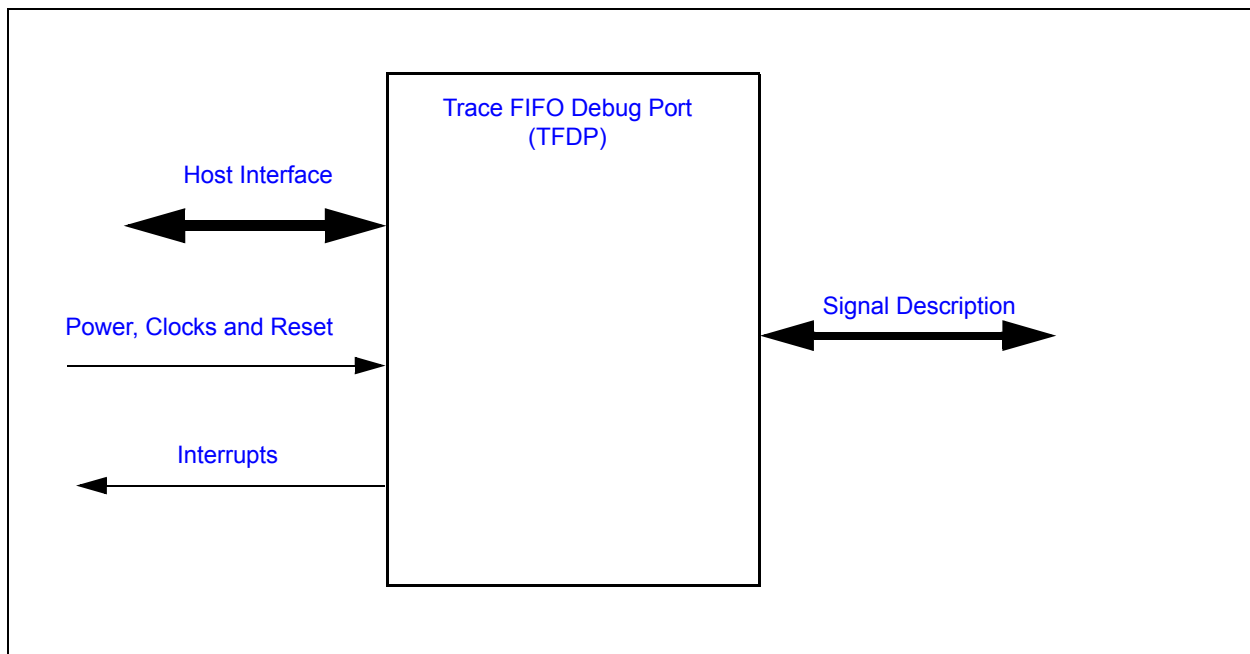 Trace FIFO Debug Port
(TFDP)
Host Interface
Power, Clocks and Reset
Interrupts
Signal Description